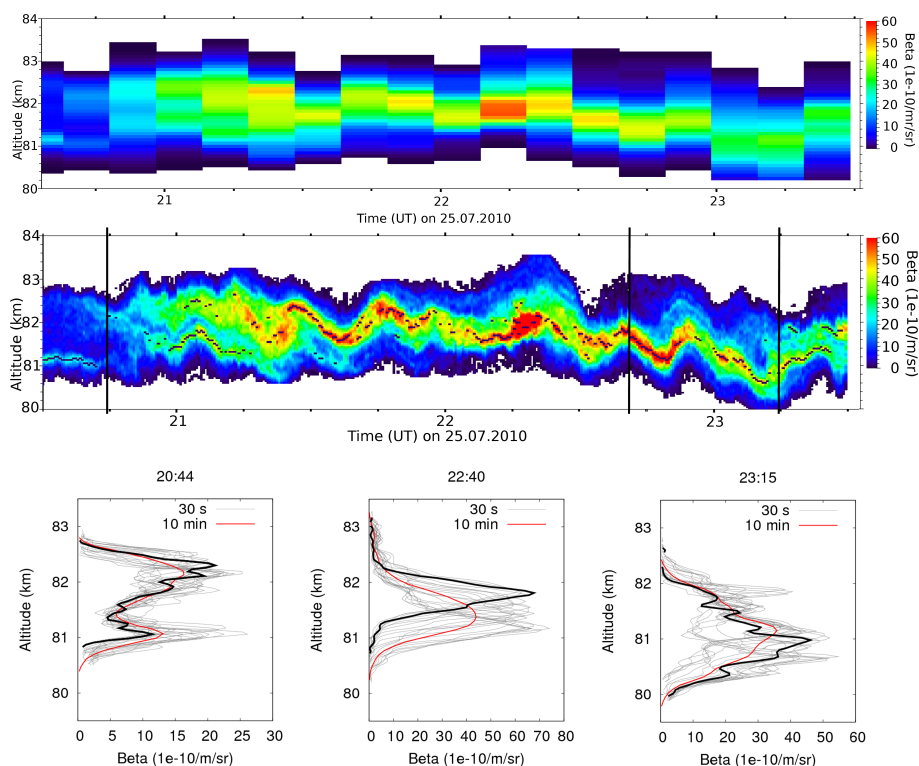 84
83
82
81
80
Altitude (km)
21
22
23
Time (UT) on 25.07.2010
60
50
40
30
20
10
0
Beta (1e-10/mr/sr)
84
83
82
81
80
Altitude (km)
21
22
23
Time (UT) on 25.07.2010
60
50
40
30
20
10
0
Beta (1e-10/m/sr)
20:44
30 s
10 min
83
82
81
80
Altitude (km)
0 5 10 15 20 25 30
Beta (1e-10/m/sr)
22:40
30 s
10 min
83
82
81
80
Altitude (km)
0 10 20 30 40 50 60 70 80
Beta (1e-10/m/sr)
23:15
30 s
10 min
83
82
81
80
Altitude (km)
0 10 20 30 40 50 60
Beta (1e-10/m/sr)